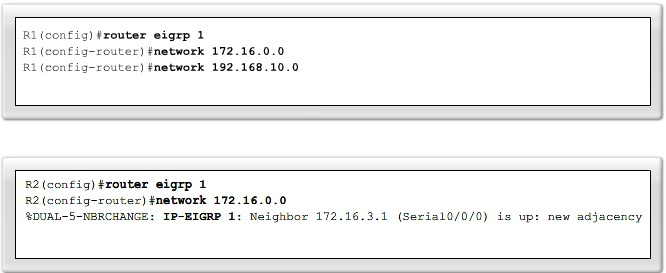 R1(config)#router eigrp 1
R1(config-router)#network 172.16.0.0
R1(config-router)#network 192.168.10.0
R2(config)#router eigrp 1
R2(config-router)#network 172.16.0.0
%DUAL-5-NBRCHANGE: IP-EIGRP 1: Neighbor 172.16.3.1 (Serial0/0/0) is up: new adjacency